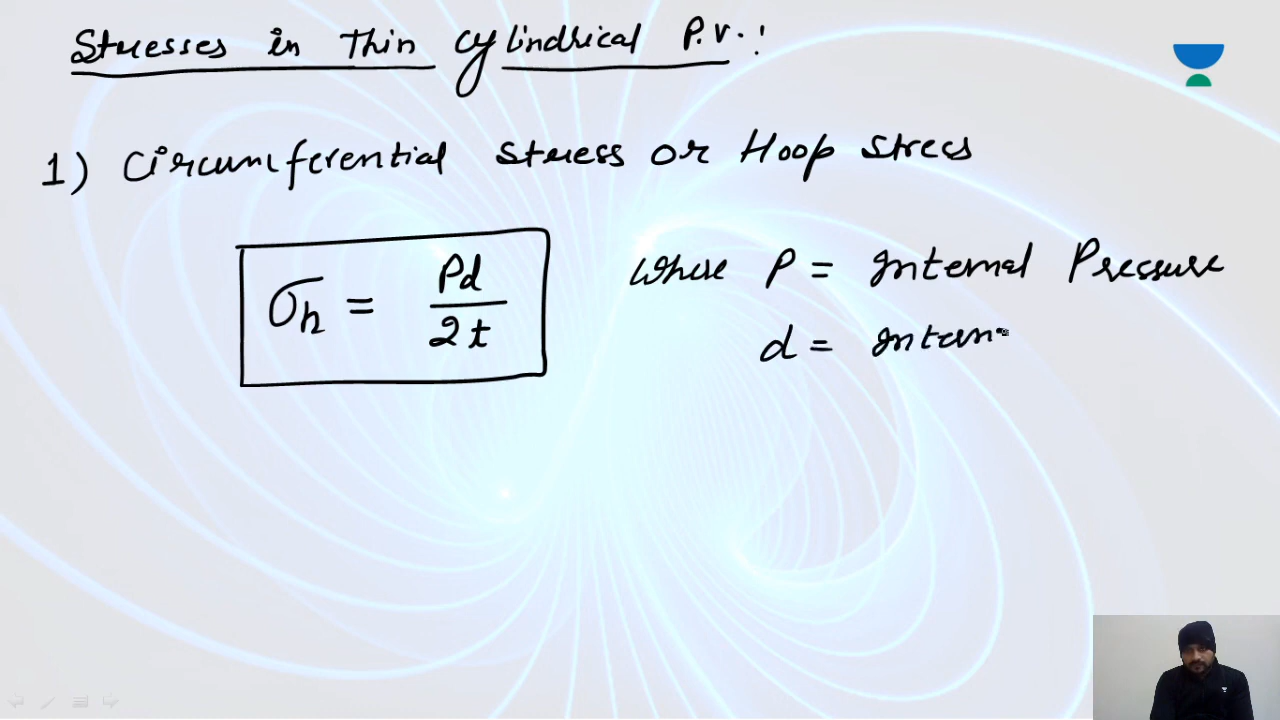 Stresses in Thin Cylindrical P.V.:
1) Circumferential Stress or Hoop Stress
σh = Pd/2t
where P = Internal Pressure
d = Intern